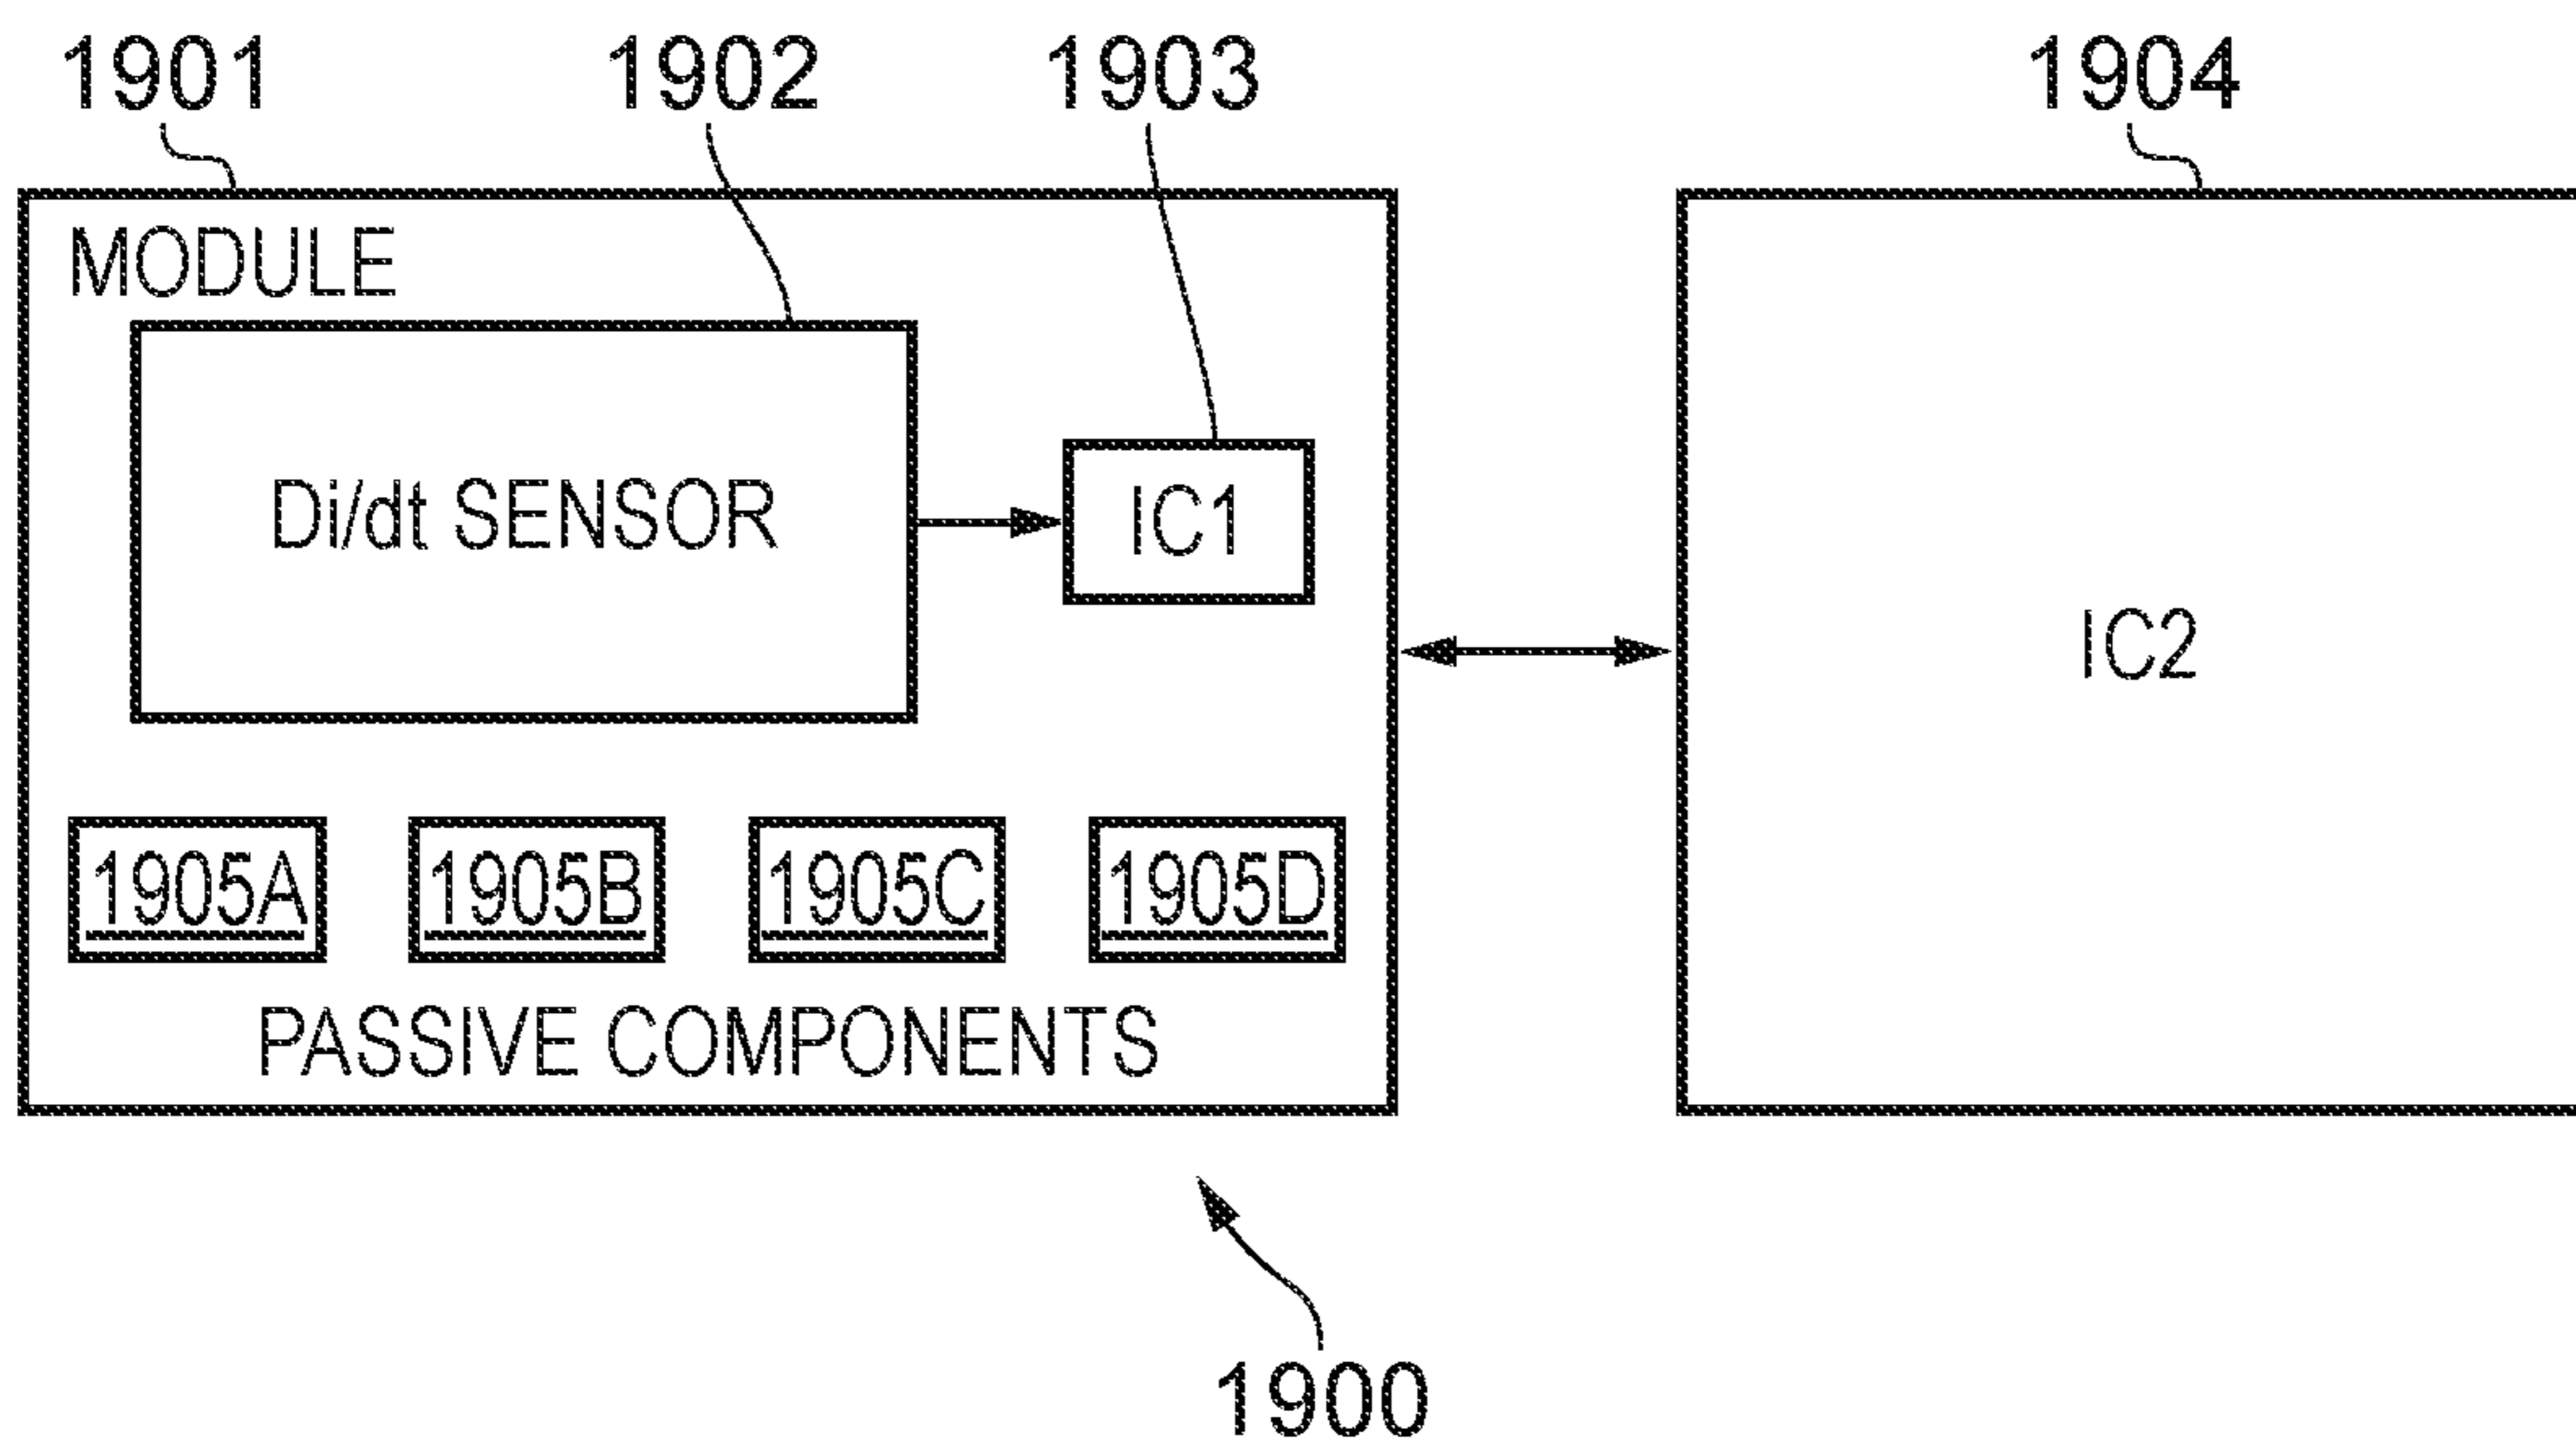 1901 1902 1903 1904
MODULE
Di/dt SENSOR
IC1
IC2
1905A 1905B 1905C 1905D
PASSIVE COMPONENTS
1900